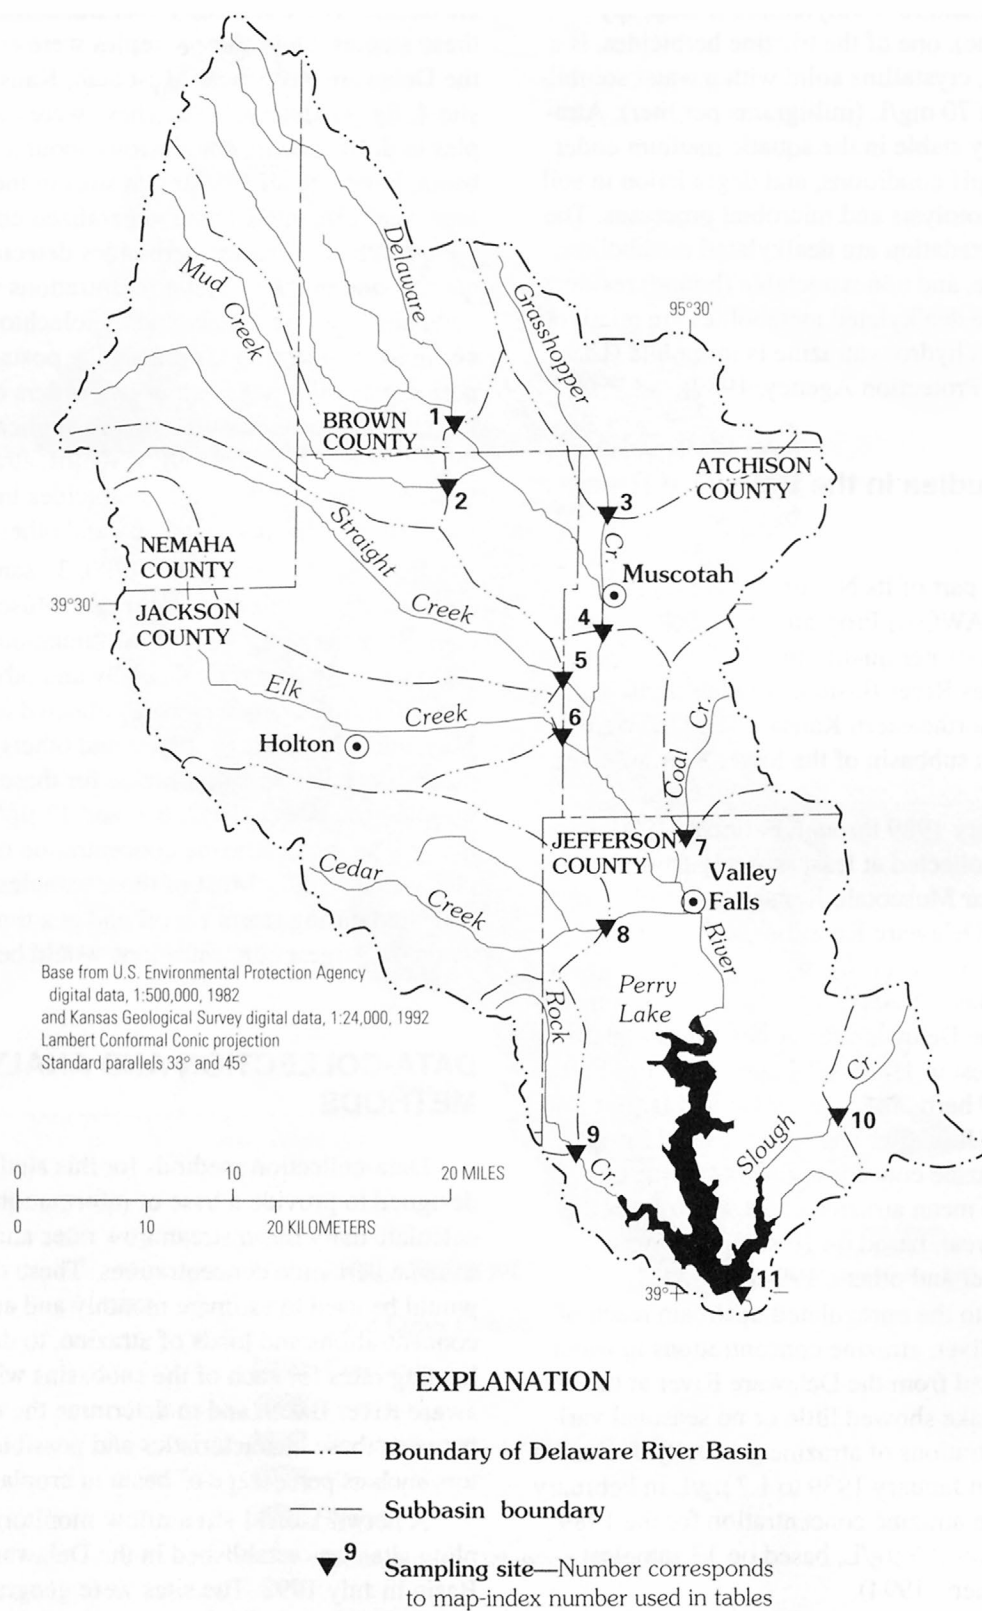 95°30'
Delaware
Grasshopper
Mud
Creek
1
BROWN
COUNTY
ATCHISON
COUNTY
2
3
Straight
Creek
Cr.
NEMAHA
COUNTY
Muscotah
39°30'
JACKSON
COUNTY
4
5
Elk
Creek
6
Holton
Coal
Cr.
JEFFERSON
COUNTY
7
Valley
Falls
Cedar
Creek
8
River
Base from U.S. Environmental Protection Agency
digital data, 1:500,000, 1982
and Kansas Geological Survey digital data, 1:24,000, 1992
Lambert Conformal Conic projection
Standard parallels 33° and 45°
Perry
Lake
Rock
Cr.
9
Slough
Cr.
10
0 10 20 MILES
0 10 20 KILOMETERS
39°
11
EXPLANATION
Boundary of Delaware River Basin
Subbasin boundary
9
Sampling site—Number corresponds
to map-index number used in tables